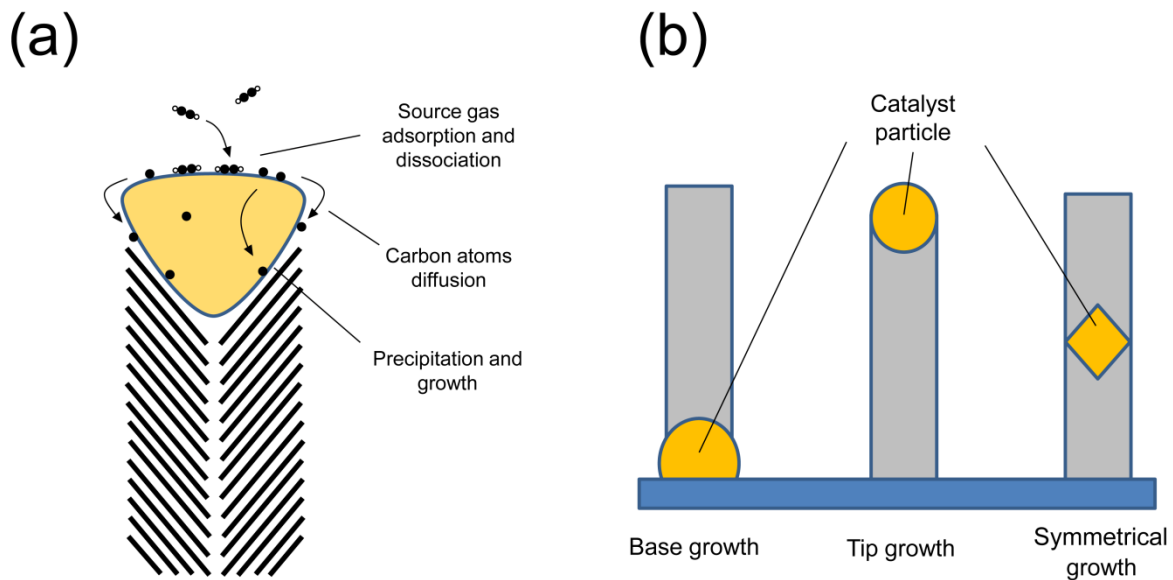 (a)
Source gas
adsorption and
dissociation
Carbon atoms
diffusion
Precipitation and
growth
(b)
Catalyst
particle
Base growth
Tip growth
Symmetrical
growth